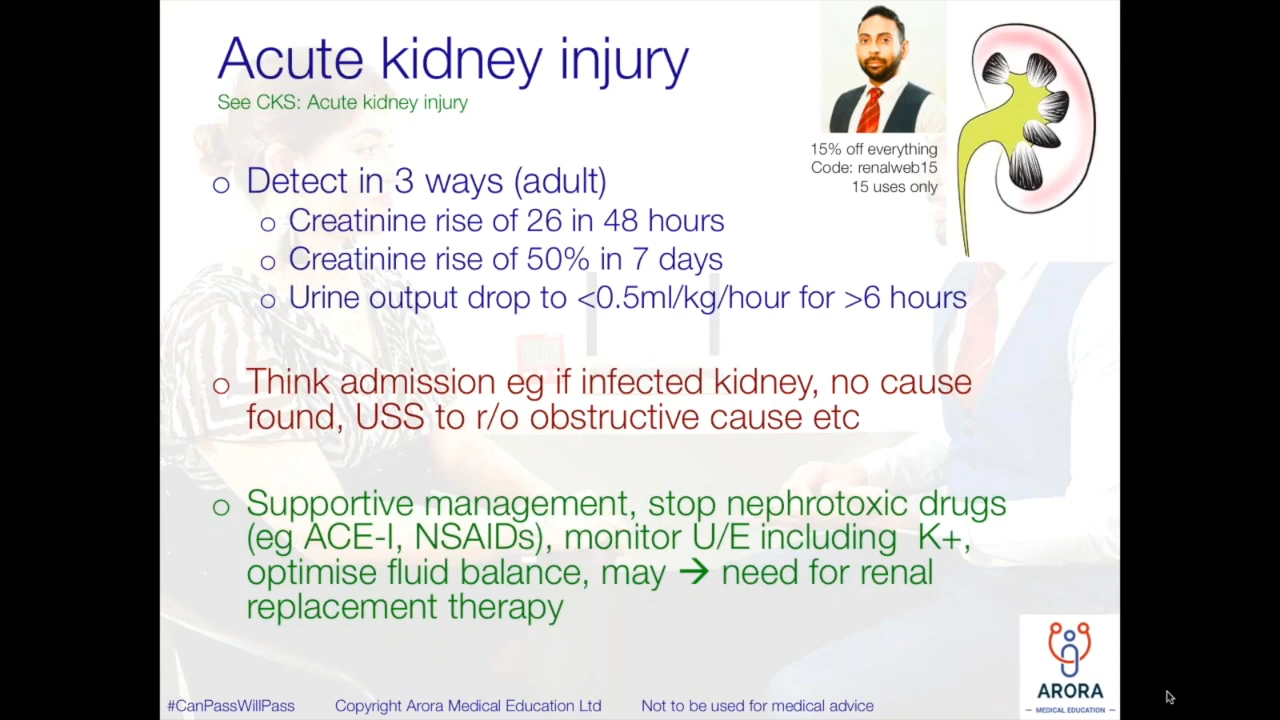 Acute kidney injury
See CKS: Acute kidney injury
15% off everything
Code: renalweb15
15 uses only
o Detect in 3 ways (adult)
o Creatinine rise of 26 in 48 hours
o Creatinine rise of 50% in 7 days
o Urine output drop to <0.5ml/kg/hour for >6 hours
o Think admission eg if infected kidney, no cause
found, USS to r/o obstructive cause etc
o Supportive management, stop nephrotoxic drugs
(eg ACE-I, NSAIDs), monitor U/E including  K+,
optimise fluid balance, may → need for renal
replacement therapy
ARORA
— MEDICAL EDUCATION —
#CanPassWillPass Copyright Arora Medical Education Ltd Not to be used for medical advice